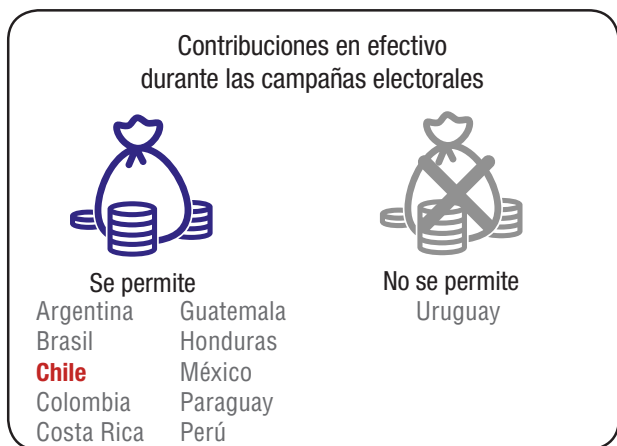 Contribuciones en efectivo
durante las campañas electorales
Se permite
Argentina
Brasil
Chile
Colombia
Costa Rica
Guatemala
Honduras
México
Paraguay
Perú
No se permite
Uruguay